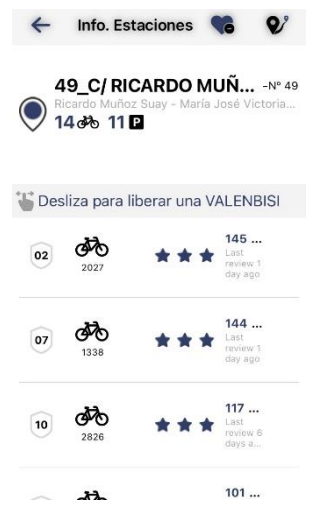 Info. Estaciones
49_C/ RICARDO MUÑ... -Nº 49
Ricardo Muñoz Suay - María José Victoria...
14 11 P
Desliza para liberar una VALENBISI
02 2027 145 ...
Last review 1 day ago
07 1338 144 ...
Last review 1 day ago
10 2826 117 ...
Last review 6 days a...
101 ...